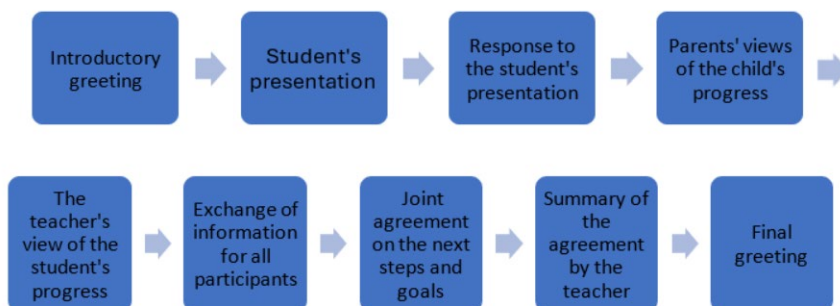 Introductory
greeting
Student's
presentation
Response to
the student's
presentation
Parents' views
of the child's
progress
The
teacher's
view of the
student's
progress
Exchange of
information
for all
participants
Joint
agreement
on the next
steps and
goals
Summary of
the
agreement
by the
teacher
Final
greeting